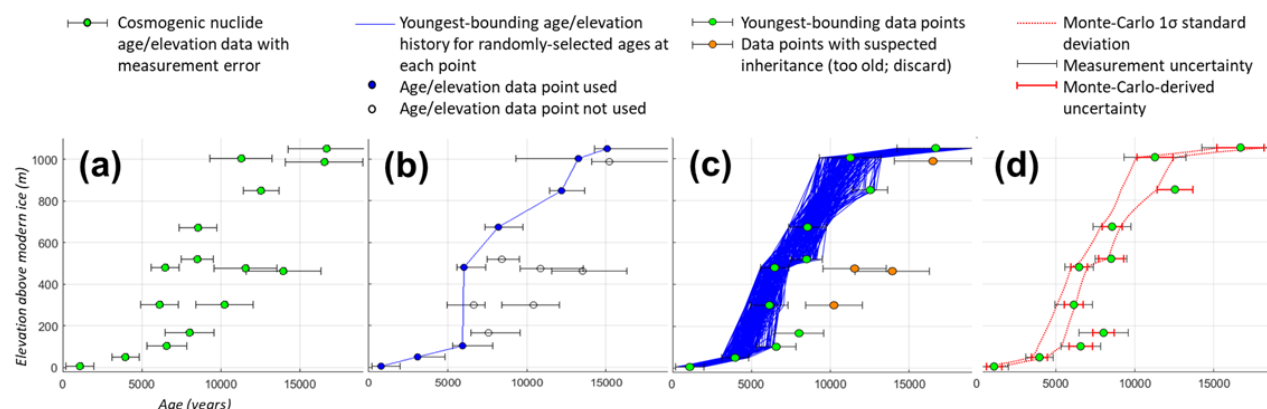 Cosmogenic nuclide
age/elevation data with
measurement error
Youngest-bounding age/elevation
history for randomly-selected ages at
each point
Age/elevation data point used
Age/elevation data point not used
Youngest-bounding data points
Data points with suspected
inheritance (too old; discard)
Monte-Carlo 1σ standard
deviation
Measurement uncertainty
Monte-Carlo-derived
uncertainty
Elevation above modern ice (m)
1000
800
600
400
200
0
(a)
(b)
(c)
(d)
0 5000 10000 15000
0 5000 10000 15000
0 5000 10000 15000
0 5000 10000 15000
Age (years)